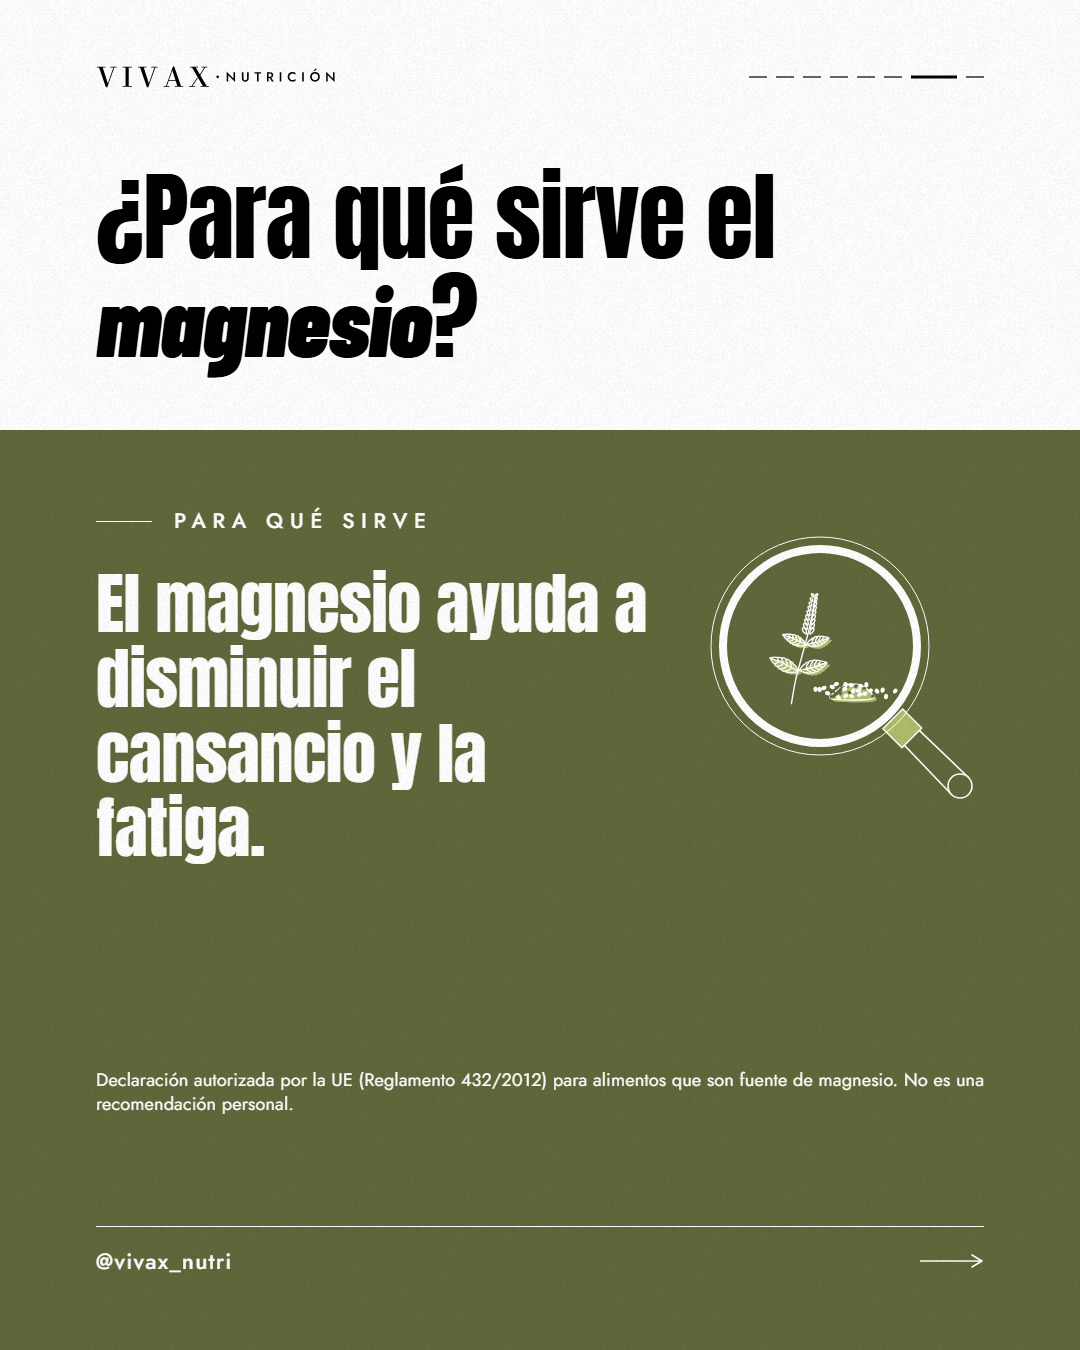 VIVAX·NUTRICIÓN
¿Para qué sirve el
magnesio?
PARA QUÉ SIRVE
El magnesio ayuda a
disminuir el
cansancio y la
fatiga.
Declaración autorizada por la UE (Reglamento 432/2012) para alimentos que son fuente de magnesio. No es una
recomendación personal.
@vivax_nutri